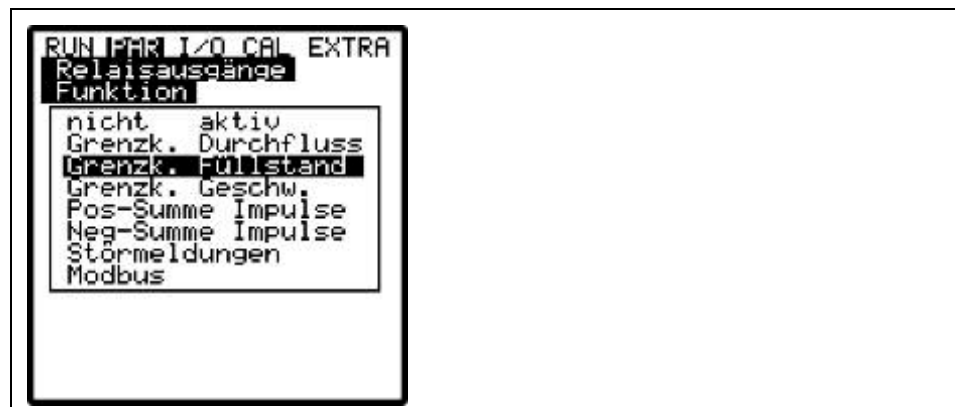 RUN PAR I/O CAL EXTRA
Relaisausgänge
Funktion
nicht aktiv
Grenzk. Durchfluss
Grenzk. Füllstand
Grenzk. Geschw.
Pos-Summe Impulse
Neg-Summe Impulse
Störmeldungen
Modbus